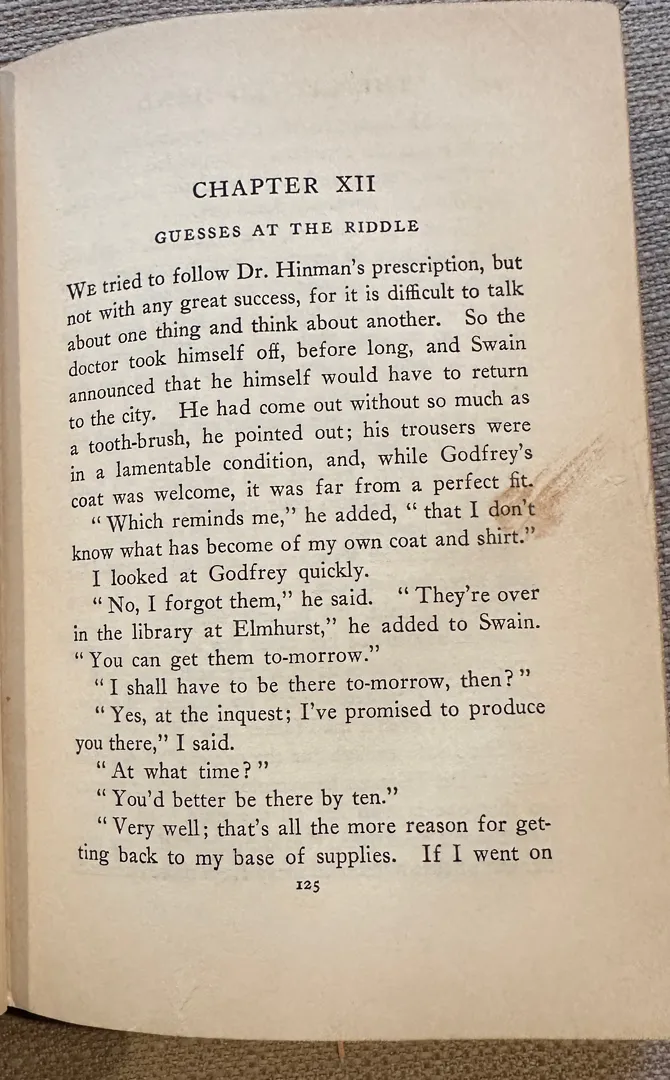 CHAPTER XII
GUESSES AT THE RIDDLE
WE tried to follow Dr. Hinman's prescription, but
not with any great success, for it is difficult to talk
about one thing and think about another. So the
doctor took himself off, before long, and Swain
announced that he himself would have to return
to the city. He had come out without so much as
a tooth-brush, he pointed out; his trousers were
in a lamentable condition, and, while Godfrey's
coat was welcome, it was far from a perfect fit.
“Which reminds me,” he added, “that I don't
know what has become of my own coat and shirt.”
I looked at Godfrey quickly.
“No, I forgot them,” he said. “They're over
in the library at Elmhurst,” he added to Swain.
“You can get them to-morrow.”
“I shall have to be there to-morrow, then?”
“Yes, at the inquest; I've promised to produce
you there,” I said.
“At what time?”
“You'd better be there by ten.”
“Very well; that's all the more reason for get-
ting back to my base of supplies. If I went on
125